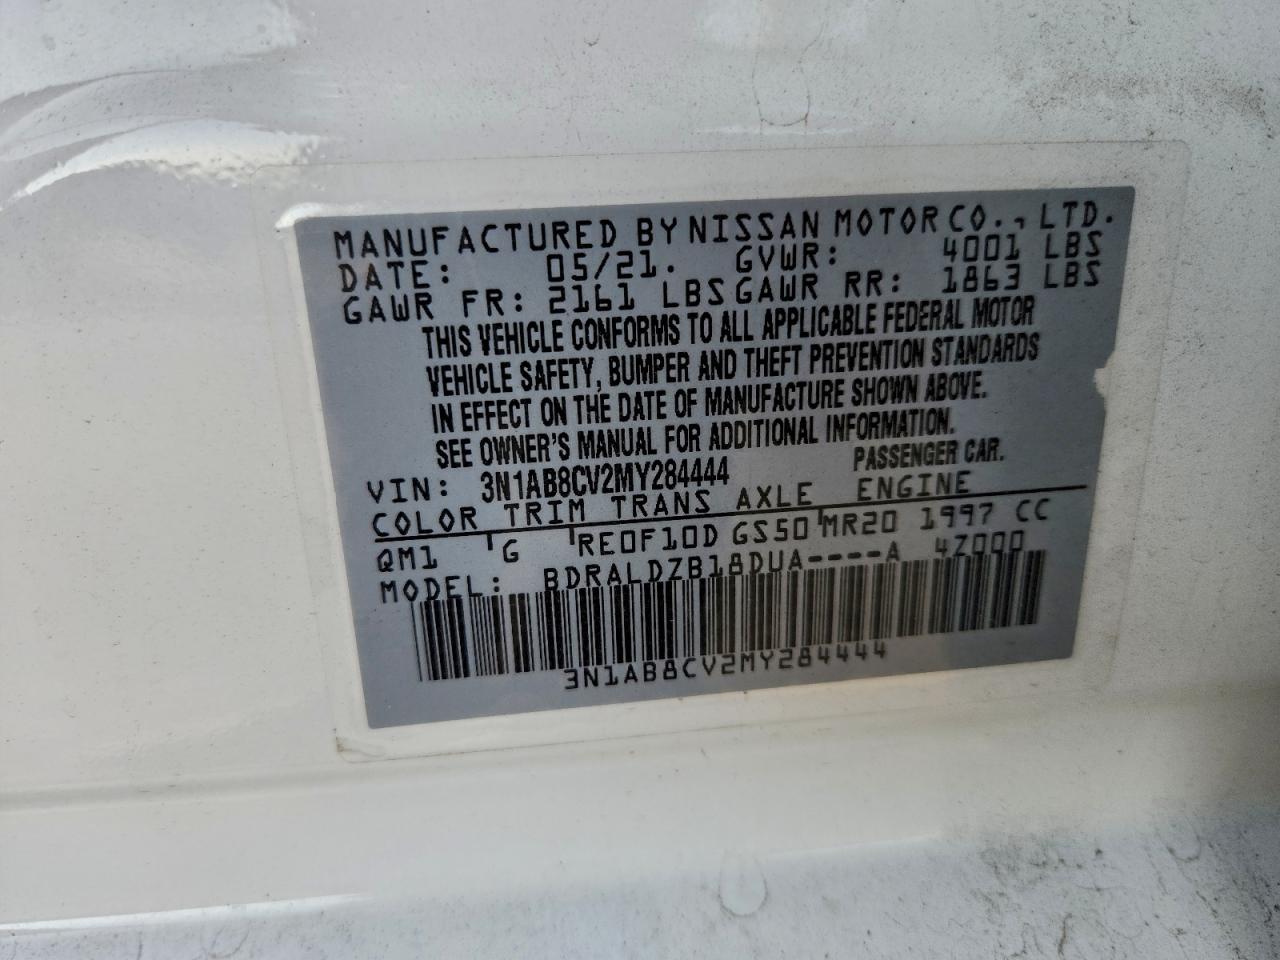 MANUFACTURED BY NISSAN MOTOR CO., LTD.
DATE: 05/21. GVWR: 4001 LBS
GAWR FR: 2161 LBS GAWR RR: 1863 LBS
THIS VEHICLE CONFORMS TO ALL APPLICABLE FEDERAL MOTOR
VEHICLE SAFETY, BUMPER AND THEFT PREVENTION STANDARDS
IN EFFECT ON THE DATE OF MANUFACTURE SHOWN ABOVE.
SEE OWNER'S MANUAL FOR ADDITIONAL INFORMATION.
VIN: 3N1AB8CV2MY284444 PASSENGER CAR.
COLOR TRIM TRANS AXLE ENGINE
QM1 G RE0F10D GS50 MR20 1997 CC
MODEL: BDRALDZB18DUA----A 4Z000
3N1AB8CV2MY284444